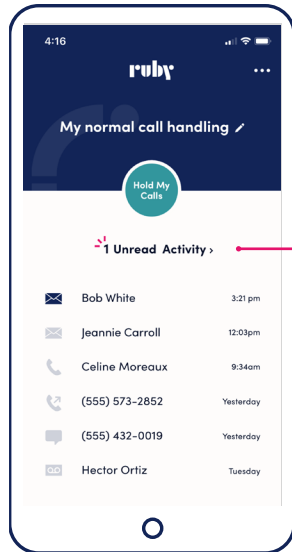 4:16
ruby
My normal call handling
Hold My
Calls
1 Unread Activity ›
Bob White 3:21 pm
Jeannie Carroll 12:03pm
Celine Moreaux 9:34am
(555) 573-2852 Yesterday
(555) 432-0019 Yesterday
Hector Ortiz Tuesday